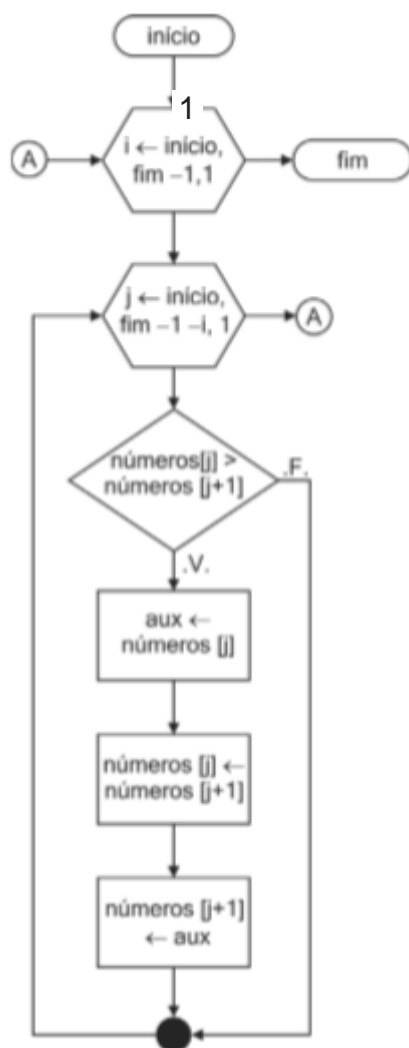 início
1
A
i ← início,
fim –1,1
fim
j ← início,
fim –1 –i, 1
A
números[j] >
números [j+1]
.F.
.V.
aux ←
números [j]
números [j] ←
números [j+1]
números [j+1]
← aux